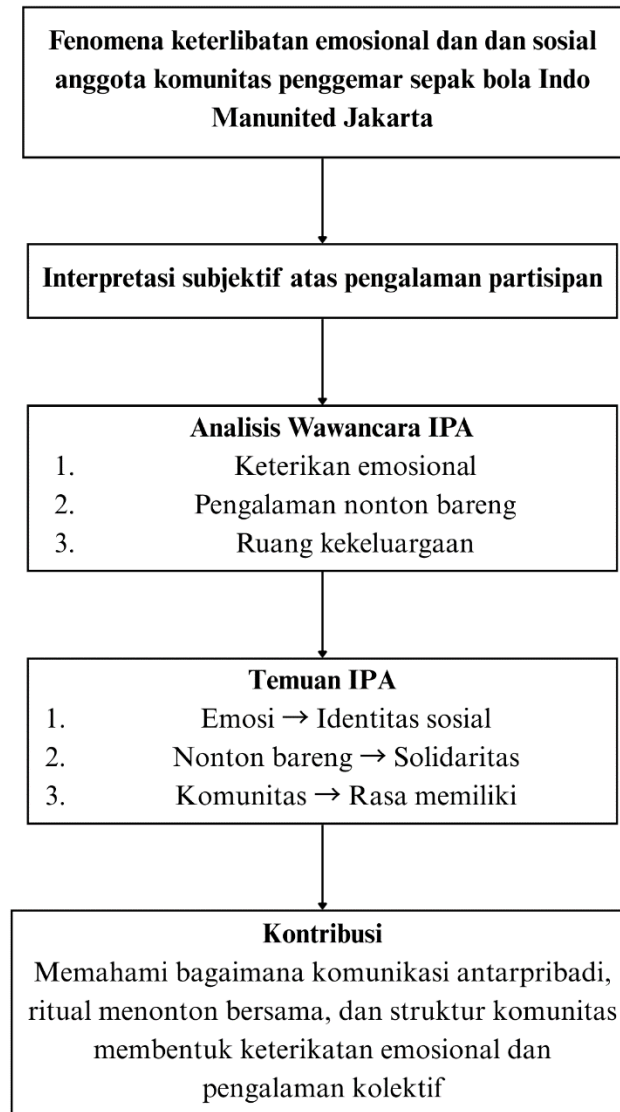 Fenomena keterlibatan emosional dan dan sosial
anggota komunitas penggemar sepak bola Indo
Manunited Jakarta
Interpretasi subjektif atas pengalaman partisipan
Analisis Wawancara IPA
1. Keterikan emosional
2. Pengalaman nonton bareng
3. Ruang kekeluargaan
Temuan IPA
1. Emosi → Identitas sosial
2. Nonton bareng → Solidaritas
3. Komunitas → Rasa memiliki
Kontribusi
Memahami bagaimana komunikasi antarpribadi,
ritual menonton bersama, dan struktur komunitas
membentuk keterikatan emosional dan
pengalaman kolektif